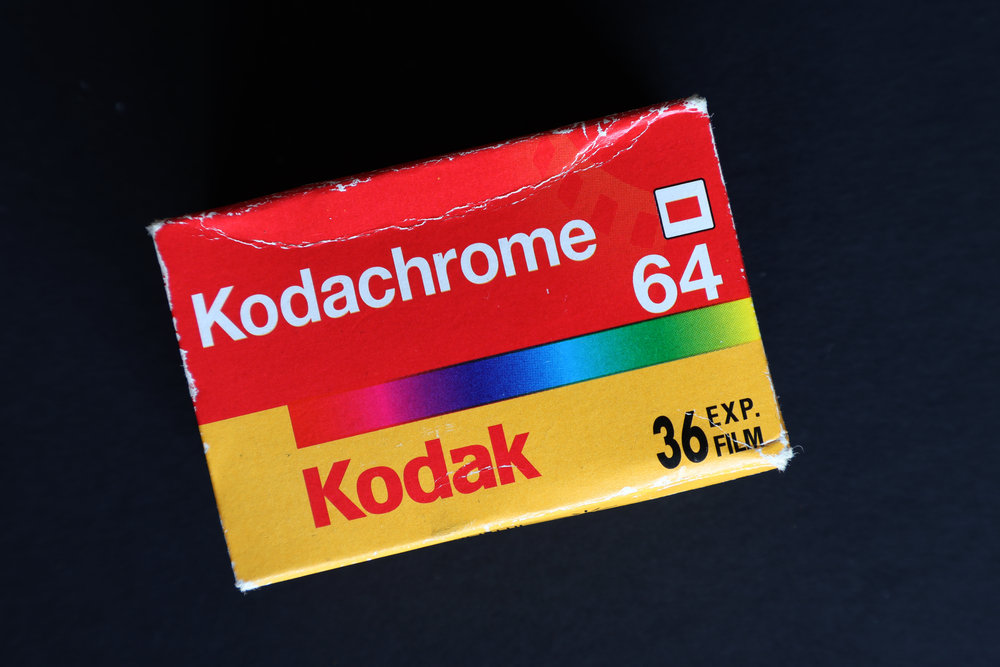 Kodachrome
64
Kodak
36 EXP.
FILM